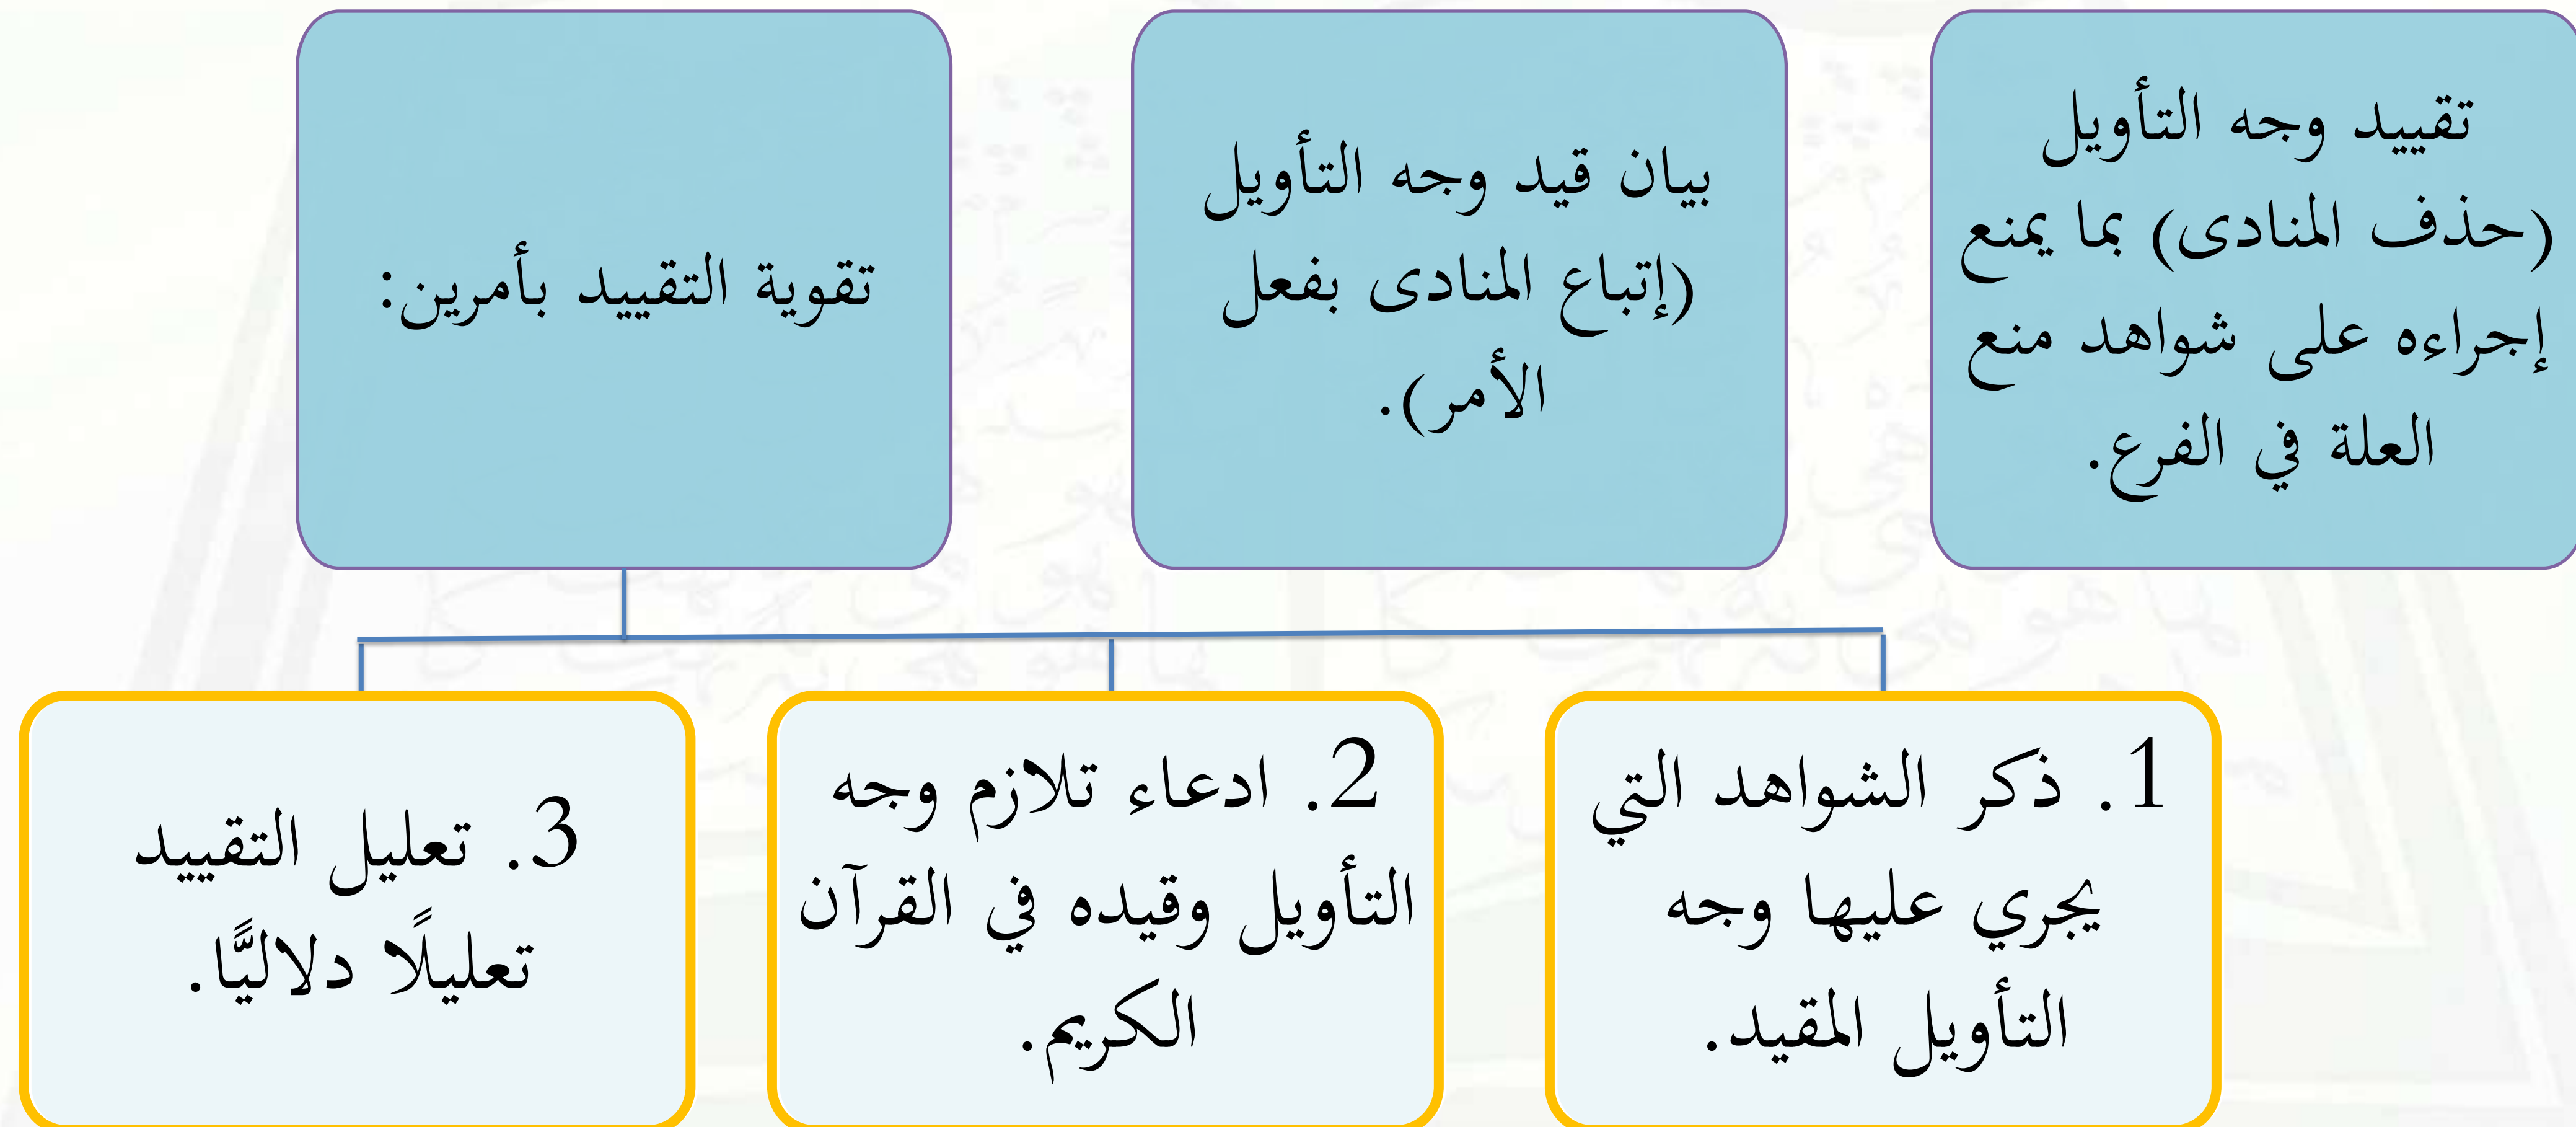 تقييد وجه التأويل
(حذف المنادى) بما يمنع
إجراءه على شواهد منع
العلة في الفرع.
بيان قيد وجه التأويل
(إتباع المنادى بفعل
الأمر).
تقوية التقييد بأمرين:
1. ذكر الشواهد التي
يجري عليها وجه
التأويل المقيد.
2. ادعاء تلازم وجه
التأويل وقيده في القرآن
الكريم.
3. تعليل التقييد
تعليلًا دلاليًّا.